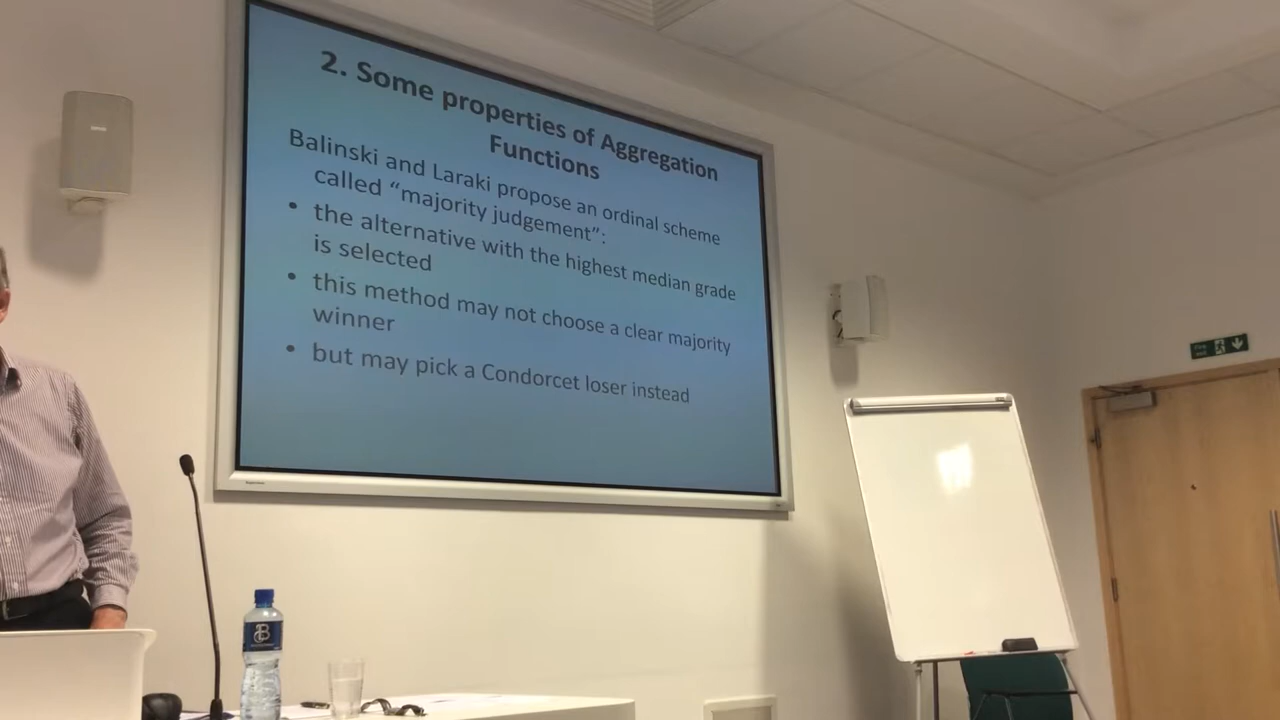 2. Some properties of Aggregation
Functions
Balinski and Laraki propose an ordinal scheme
called “majority judgement”:
• the alternative with the highest median grade
is selected
• this method may not choose a clear majority
winner
• but may pick a Condorcet loser instead